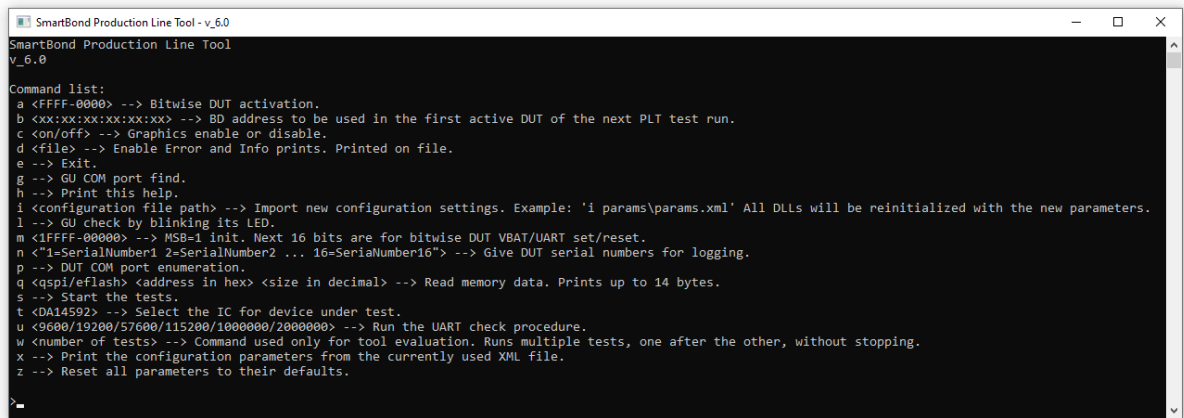 SmartBond Production Line Tool - v_6.0
SmartBond Production Line Tool
v_6.0
Command list:
a <FFFF-0000> --> Bitwise DUT activation.
b <xx:xx:xx:xx:xx:xx> --> BD address to be used in the first active DUT of the next PLT test run.
c <on/off> --> Graphics enable or disable.
d <file> --> Enable Error and Info prints. Printed on file.
e --> Exit.
g --> GU COM port find.
h --> Print this help.
i <configuration file path> --> Import new configuration settings. Example: 'i params\params.xml' All DLLs will be reinitialized with the new parameters.
l --> GU check by blinking its LED.
m <1FFFF-00000> --> MSB=1 init. Next 16 bits are for bitwise DUT VBAT/UART set/reset.
n <"1=SerialNumber1 2=SerialNumber2 ... 16=SeriaNumber16"> --> Give DUT serial numbers for logging.
p --> DUT COM port enumeration.
q <qspi/eflash> <address in hex> <size in decimal> --> Read memory data. Prints up to 14 bytes.
s --> Start the tests.
t <DA14592> --> Select the IC for device under test.
u <9600/19200/57600/115200/1000000/2000000> --> Run the UART check procedure.
w <number of tests> --> Command used only for tool evaluation. Runs multiple tests, one after the other, without stopping.
x --> Print the configuration parameters from the currently used XML file.
z --> Reset all parameters to their defaults.
>_